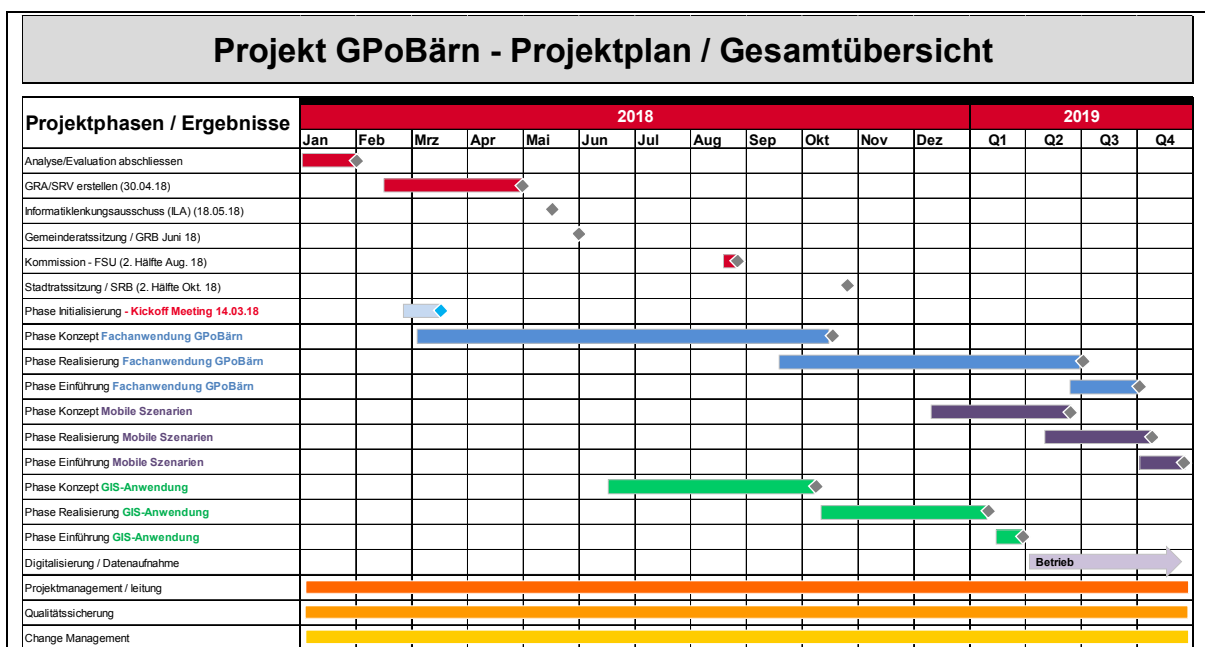 Projekt GPoBärn - Projektplan / Gesamtübersicht
Projektphasen / Ergebnisse
2018
2019
Jan Feb Mrz Apr Mai Jun Jul Aug Sep Okt Nov Dez Q1 Q2 Q3 Q4
Analyse/Evaluation abschliessen
GRA/SRV erstellen (30.04.18)
Informatiklenkungsausschuss (ILA) (18.05.18)
Gemeinderatssitzung / GRB Juni 18)
Kommission - FSU (2. Hälfte Aug. 18)
Stadtratssitzung / SRB (2. Hälfte Okt. 18)
Phase Initialisierung - Kickoff Meeting 14.03.18
Phase Konzept Fachanwendung GPoBärn
Phase Realisierung Fachanwendung GPoBärn
Phase Einführung Fachanwendung GPoBärn
Phase Konzept Mobile Szenarien
Phase Realisierung Mobile Szenarien
Phase Einführung Mobile Szenarien
Phase Konzept GIS-Anwendung
Phase Realisierung GIS-Anwendung
Phase Einführung GIS-Anwendung
Digitalisierung / Datenaufnahme
Betrieb
Projektmanagement / leitung
Qualitätssicherung
Change Management